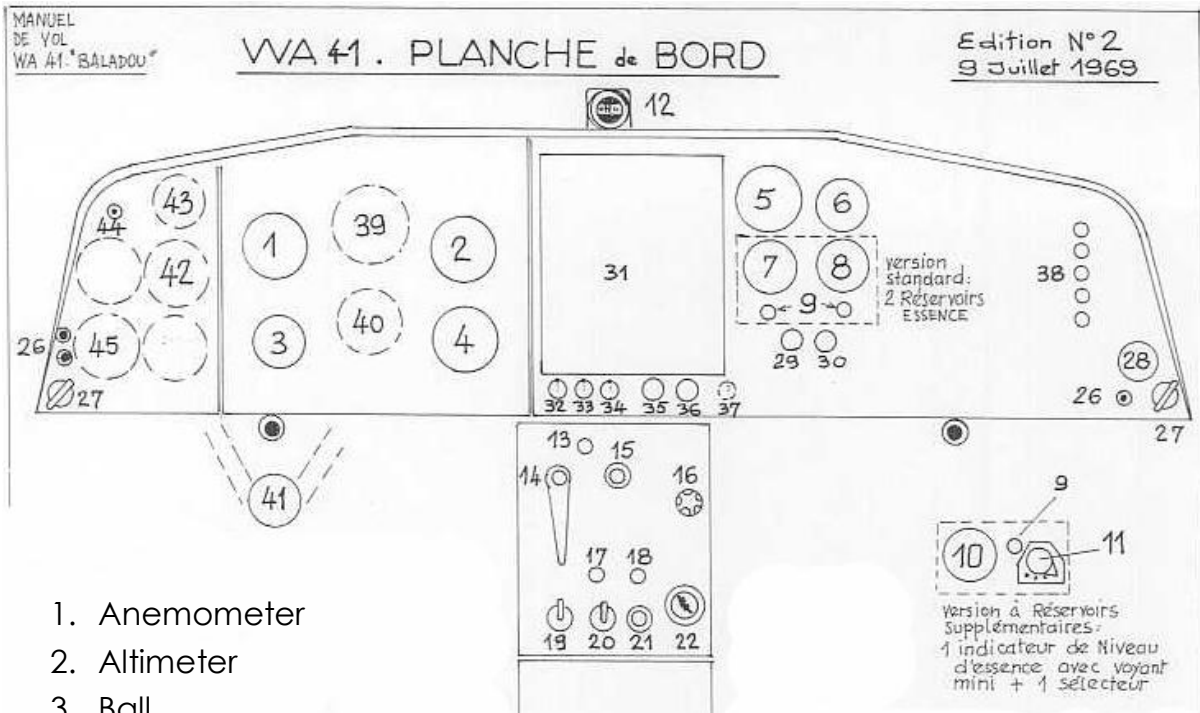 MANUEL
DE VOL
WA 41."BALADOU"
WA 41. PLANCHE de BORD
Edition N°2
9 Juillet 1969
12
43
44
39
1
2
5
6
42
31
7
8
9
version
standard:
2 Réservoirs
ESSENCE
38
26
45
3
40
4
29
30
28
27
32
33
34
35
36
37
26
27
13
14
15
16
41
17
18
19
20
21
22
9
10
11
version à Réservoirs
supplémentaires:
1 indicateur de Niveau
d'essence avec voyant
mini + 1 sélecteur
1. Anemometer
2. Altimeter
3. Ball